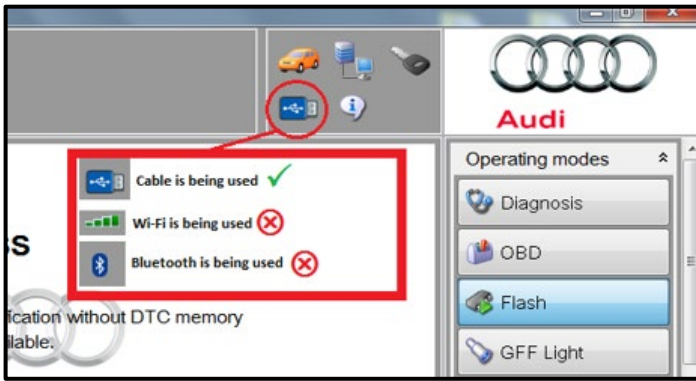 Audi
Operating modes
Cable is being used
Wi-Fi is being used
Bluetooth is being used
Diagnosis
OBD
ss
Flash
fication without DTC memory
ilable.
GFF Light